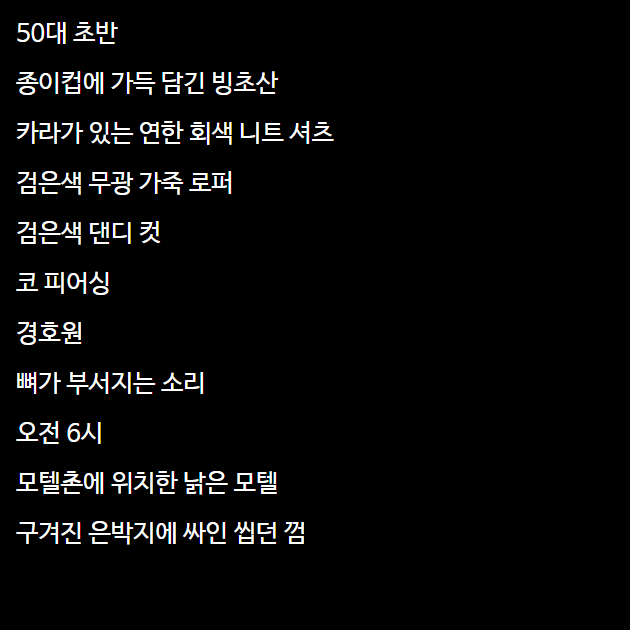 50대 초반
종이컵에 가득 담긴 빙초산
카라가 있는 연한 회색 니트 셔츠
검은색 무광 가죽 로퍼
검은색 댄디 컷
코 피어싱
경호원
뼈가 부서지는 소리
오전 6시
모텔촌에 위치한 낡은 모텔
구겨진 은박지에 싸인 씹던 껌